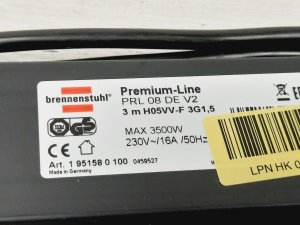 brennenstuhl®
Premium-Line
PRL 08 DE V2
3 m H05VV-F 3G1,5
MAX 3500W
230V~/16A /50Hz
Art. 1 95158 0 100 0459527
Made in Germany
LPN HK